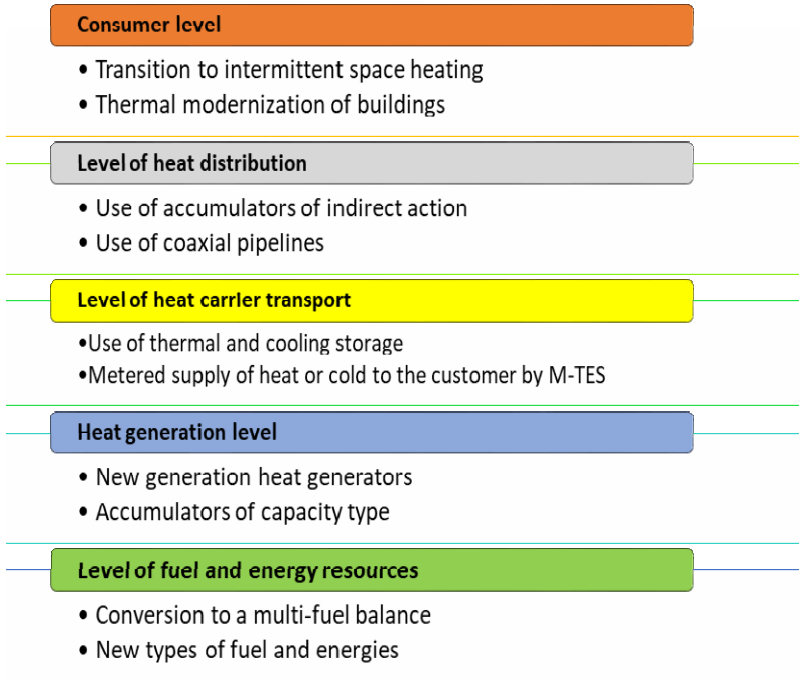 Consumer level
• Transition to intermittent space heating
• Thermal modernization of buildings
Level of heat distribution
• Use of accumulators of indirect action
• Use of coaxial pipelines
Level of heat carrier transport
•Use of thermal and cooling storage
•Metered supply of heat or cold to the customer by M-TES
Heat generation level
• New generation heat generators
• Accumulators of capacity type
Level of fuel and energy resources
• Conversion to a multi-fuel balance
• New types of fuel and energies